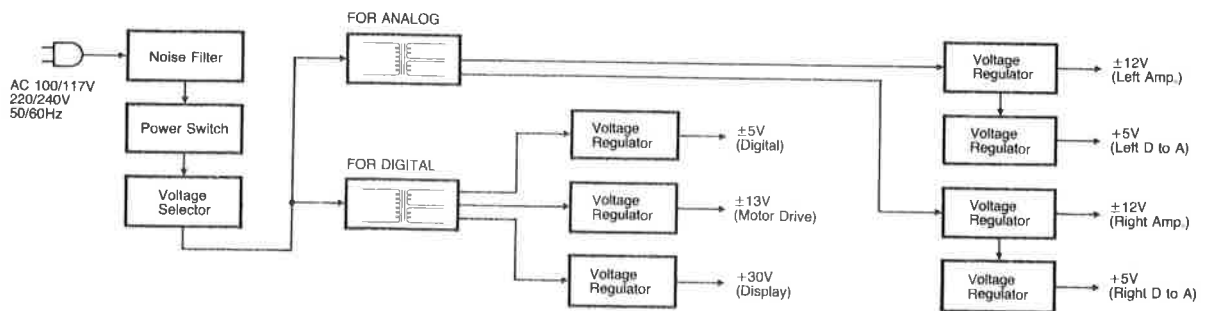 FOR ANALOG
Noise Filter
AC 100/117V
220/240V
50/60Hz
Power Switch
Voltage
Selector
FOR DIGITAL
Voltage
Regulator
±5V
(Digital)
Voltage
Regulator
±13V
(Motor Drive)
Voltage
Regulator
+30V
(Display)
Voltage
Regulator
±12V
(Left Amp.)
Voltage
Regulator
+5V
(Left D to A)
Voltage
Regulator
±12V
(Right Amp.)
Voltage
Regulator
+5V
(Right D to A)